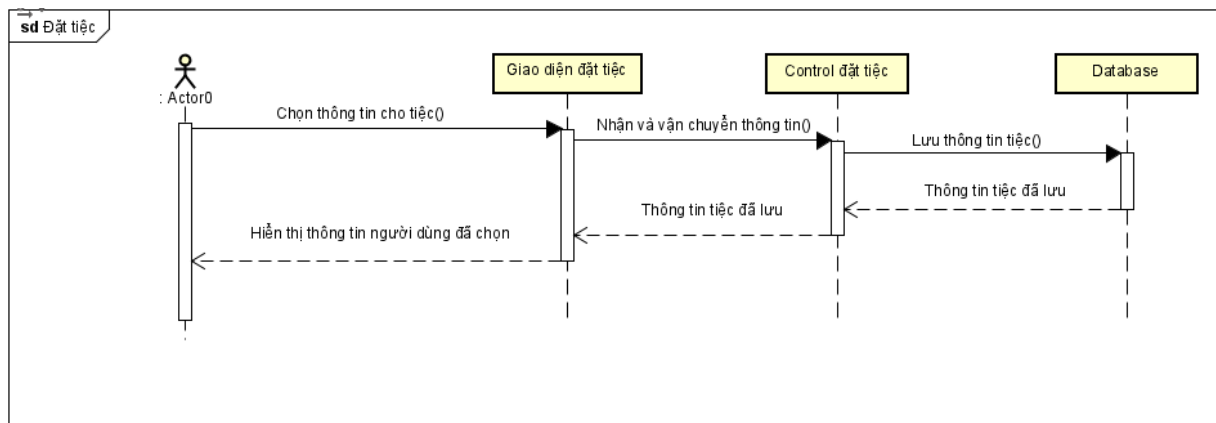 sd Đặt tiệc
Giao diện đặt tiệc
Control đặt tiệc
Database
: Actor0
Chọn thông tin cho tiệc()
Nhận và vận chuyển thông tin()
Lưu thông tin tiệc()
Thông tin tiệc đã lưu
Thông tin tiệc đã lưu
Hiển thị thông tin người dùng đã chọn